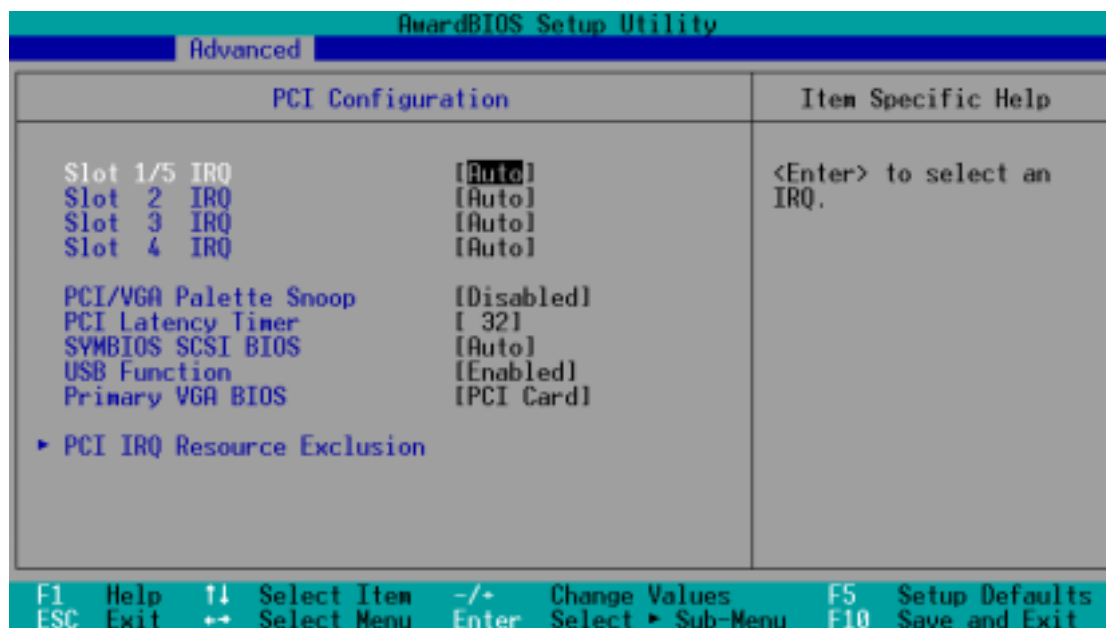 AwardBIOS Setup Utility
Advanced
PCI Configuration
Item Specific Help
Slot 1/5 IRQ [Auto]
Slot 2 IRQ [Auto]
Slot 3 IRQ [Auto]
Slot 4 IRQ [Auto]
PCI/VGA Palette Snoop [Disabled]
PCI Latency Timer [ 32]
SYMBIOS SCSI BIOS [Auto]
USB Function [Enabled]
Primary VGA BIOS [PCI Card]
▸ PCI IRQ Resource Exclusion
<Enter> to select an
IRQ.
F1 Help ↑↓ Select Item -/+ Change Values F5 Setup Defaults
ESC Exit ←→ Select Menu Enter Select ▸ Sub-Menu F10 Save and Exit